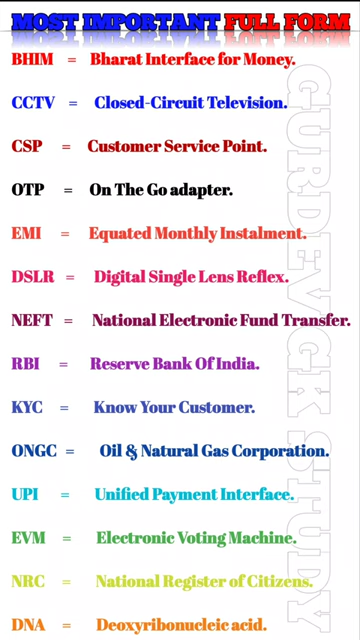 MOST IMPORTANT FULL FORM
BHIM = Bharat Interface for Money.
CCTV = Closed-Circuit Television.
CSP = Customer Service Point.
OTP = On The Go adapter.
EMI = Equated Monthly Instalment.
DSLR = Digital Single Lens Reflex.
NEFT = National Electronic Fund Transfer.
RBI = Reserve Bank Of India.
KYC = Know Your Customer.
ONGC = Oil & Natural Gas Corporation.
UPI = Unified Payment Interface.
EVM = Electronic Voting Machine.
NRC = National Register of Citizens.
DNA = Deoxyribonucleic acid.
GURDEVGK STUDY